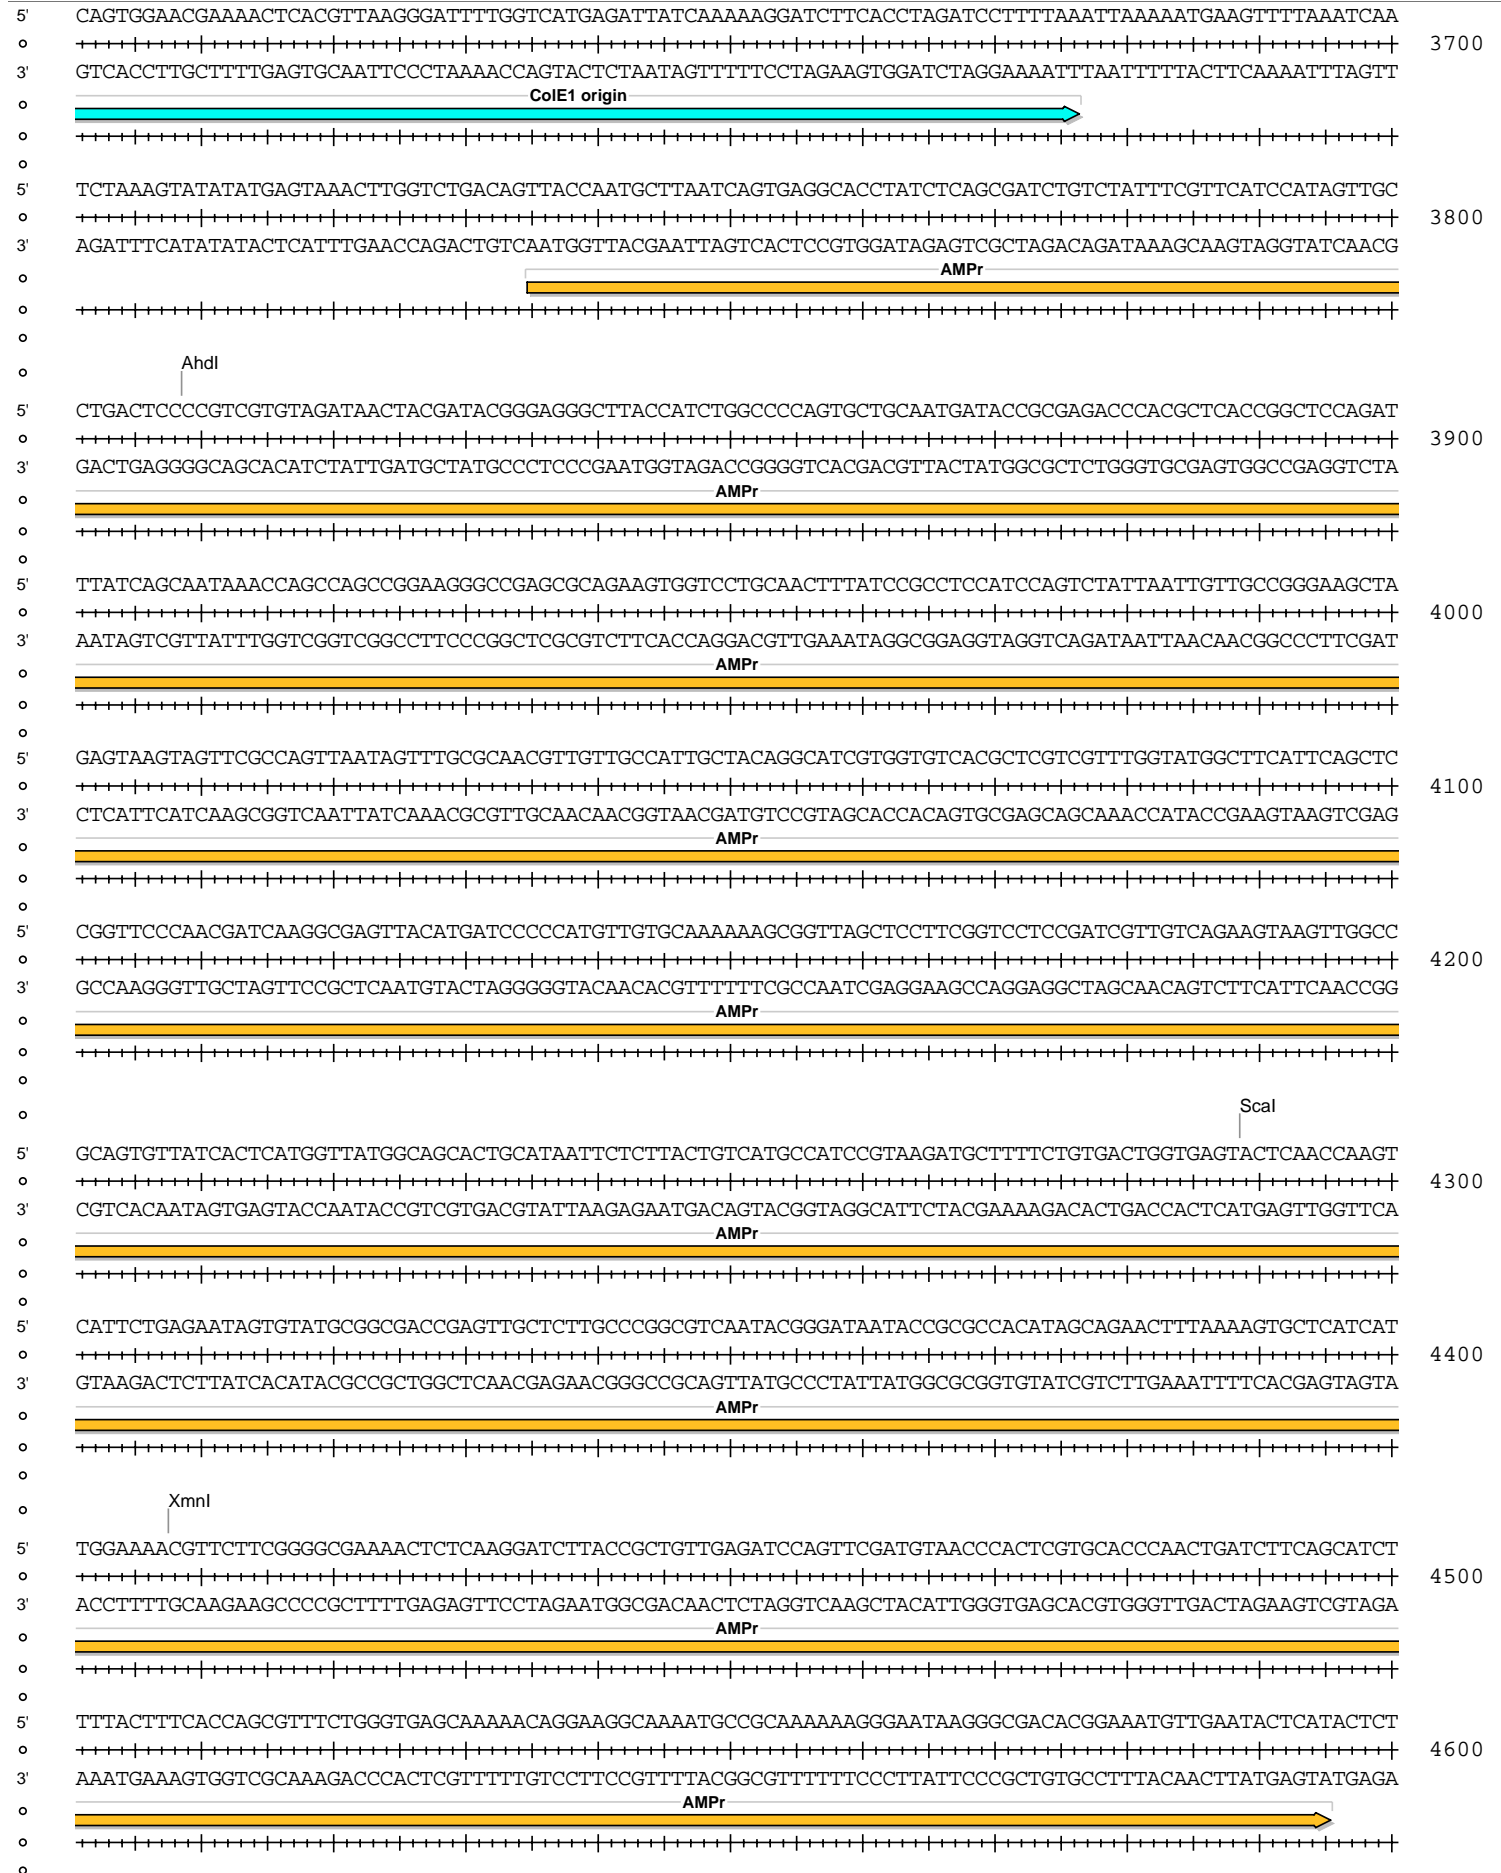 5' CAGTGGAACGAAAACTCACGTTAAGGGATTTTGGTCATGAGATTATCAAAAAGGATCTTCACCTAGATCCTTTTAAATTAAAAATGAAGTTTTAAATCAA
3700
3' GTCACCTTGCTTTTGAGTGCAATTCCCTAAAACCAGTACTCTAATAGTTTTTCCTAGAAGTGGATCTAGGAAAATTTAATTTTTACTTCAAAATTTAGTT
ColE1 origin
5' TCTAAAGTATATATGAGTAAACTTGGTCTGACAGTTACCAATGCTTAATCAGTGAGGCACCTATCTCAGCGATCTGTCTATTTCGTTCATCCATAGTTGC
3800
3' AGATTTCATATATACTCATTTGAACCAGACTGTCAATGGTTACGAATTAGTCACTCCGTGGATAGAGTCGCTAGACAGATAAAGCAAGTAGGTATCAACG
AMPr
AhdI
5' CTGACTCCCCGTCGTGTAGATAACTACGATACGGGAGGGCTTACCATCTGGCCCCAGTGCTGCAATGATACCGCGAGACCCACGCTCACCGGCTCCAGAT
3900
3' GACTGAGGGGCAGCACATCTATTGATGCTATGCCCTCCCGAATGGTAGACCGGGGTCACGACGTTACTATGGCGCTCTGGGTGCGAGTGGCCGAGGTCTA
AMPr
5' TTATCAGCAATAAACCAGCCAGCCGGAAGGGCCGAGCGCAGAAGTGGTCCTGCAACTTTATCCGCCTCCATCCAGTCTATTAATTGTTGCCGGGAAGCTA
4000
3' AATAGTCGTTATTTGGTCGGTCGGCCTTCCCGGCTCGCGTCTTCACCAGGACGTTGAAATAGGCGGAGGTAGGTCAGATAATTAACAACGGCCCTTCGAT
AMPr
5' GAGTAAGTAGTTCGCCAGTTAATAGTTTGCGCAACGTTGTTGCCATTGCTACAGGCATCGTGGTGTCACGCTCGTCGTTTGGTATGGCTTCATTCAGCTC
4100
3' CTCATTCATCAAGCGGTCAATTATCAAACGCGTTGCAACAACGGTAACGATGTCCGTAGCACCACAGTGCGAGCAGCAAACCATACCGAAGTAAGTCGAG
AMPr
5' CGGTTCCCAACGATCAAGGCGAGTTACATGATCCCCCATGTTGTGCAAAAAAGCGGTTAGCTCCTTCGGTCCTCCGATCGTTGTCAGAAGTAAGTTGGCC
4200
3' GCCAAGGGTTGCTAGTTCCGCTCAATGTACTAGGGGGTACAACACGTTTTTTCGCCAATCGAGGAAGCCAGGAGGCTAGCAACAGTCTTCATTCAACCGG
AMPr
ScaI
5' GCAGTGTTATCACTCATGGTTATGGCAGCACTGCATAATTCTCTTACTGTCATGCCATCCGTAAGATGCTTTTCTGTGACTGGTGAGTACTCAACCAAGT
4300
3' CGTCACAATAGTGAGTACCAATACCGTCGTGACGTATTAAGAGAATGACAGTACGGTAGGCATTCTACGAAAAGACACTGACCACTCATGAGTTGGTTCA
AMPr
5' CATTCTGAGAATAGTGTATGCGGCGACCGAGTTGCTCTTGCCCGGCGTCAATACGGGATAATACCGCGCCACATAGCAGAACTTTAAAAGTGCTCATCAT
4400
3' GTAAGACTCTTATCACATACGCCGCTGGCTCAACGAGAACGGGCCGCAGTTATGCCCTATTATGGCGCGGTGTATCGTCTTGAAATTTTCACGAGTAGTA
AMPr
XmnI
5' TGGAAAACGTTCTTCGGGGCGAAAACTCTCAAGGATCTTACCGCTGTTGAGATCCAGTTCGATGTAACCCACTCGTGCACCCAACTGATCTTCAGCATCT
4500
3' ACCTTTTGCAAGAAGCCCCGCTTTTGAGAGTTCCTAGAATGGCGACAACTCTAGGTCAAGCTACATTGGGTGAGCACGTGGGTTGACTAGAAGTCGTAGA
AMPr
5' TTTACTTTCACCAGCGTTTCTGGGTGAGCAAAAACAGGAAGGCAAAATGCCGCAAAAAAGGGAATAAGGGCGACACGGAAATGTTGAATACTCATACTCT
4600
3' AAATGAAAGTGGTCGCAAAGACCCACTCGTTTTTGTCCTTCCGTTTTACGGCGTTTTTTCCCTTATTCCCGCTGTGCCTTTACAACTTATGAGTATGAGA
AMPr